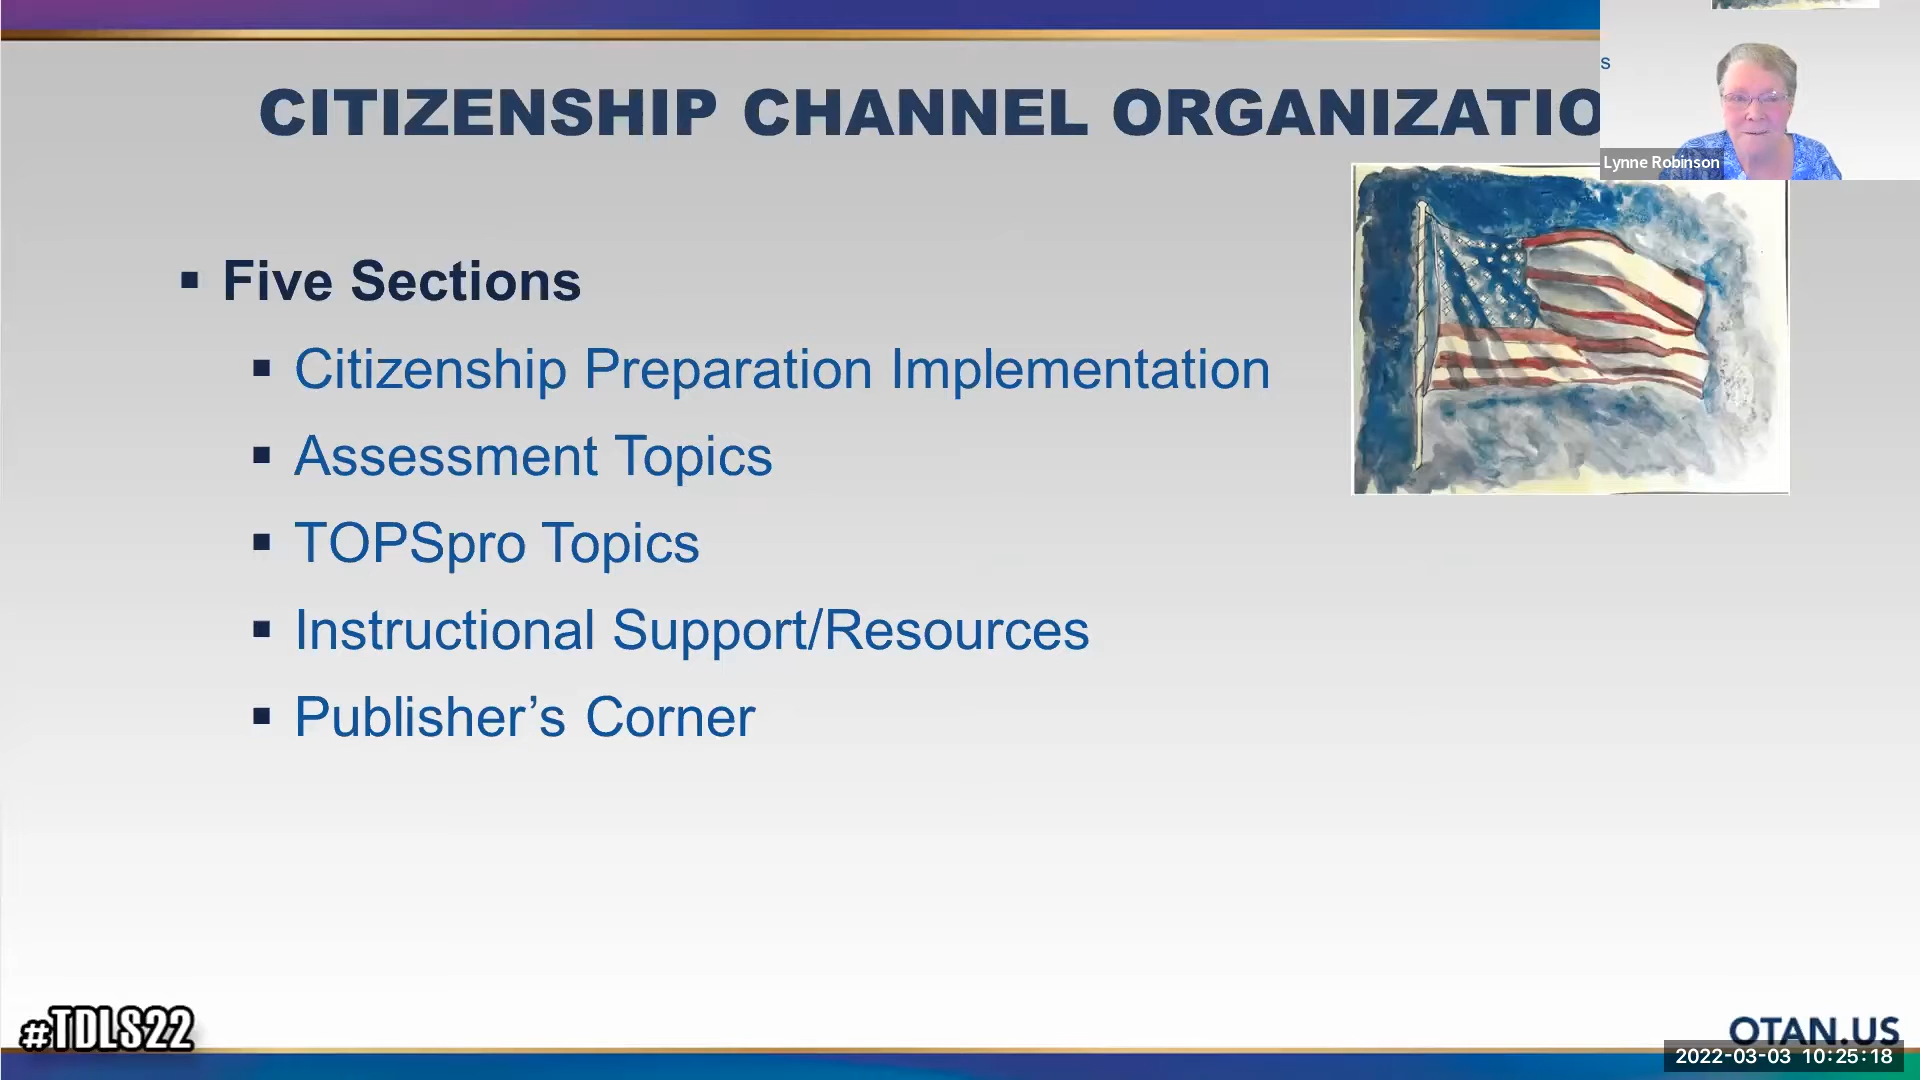 CITIZENSHIP CHANNEL ORGANIZATIO
s
Lynne Robinson
▪ Five Sections
▪ Citizenship Preparation Implementation
▪ Assessment Topics
▪ TOPSpro Topics
▪ Instructional Support/Resources
▪ Publisher’s Corner
#TDLS22
OTAN.US
2022-03-03 10:25:18